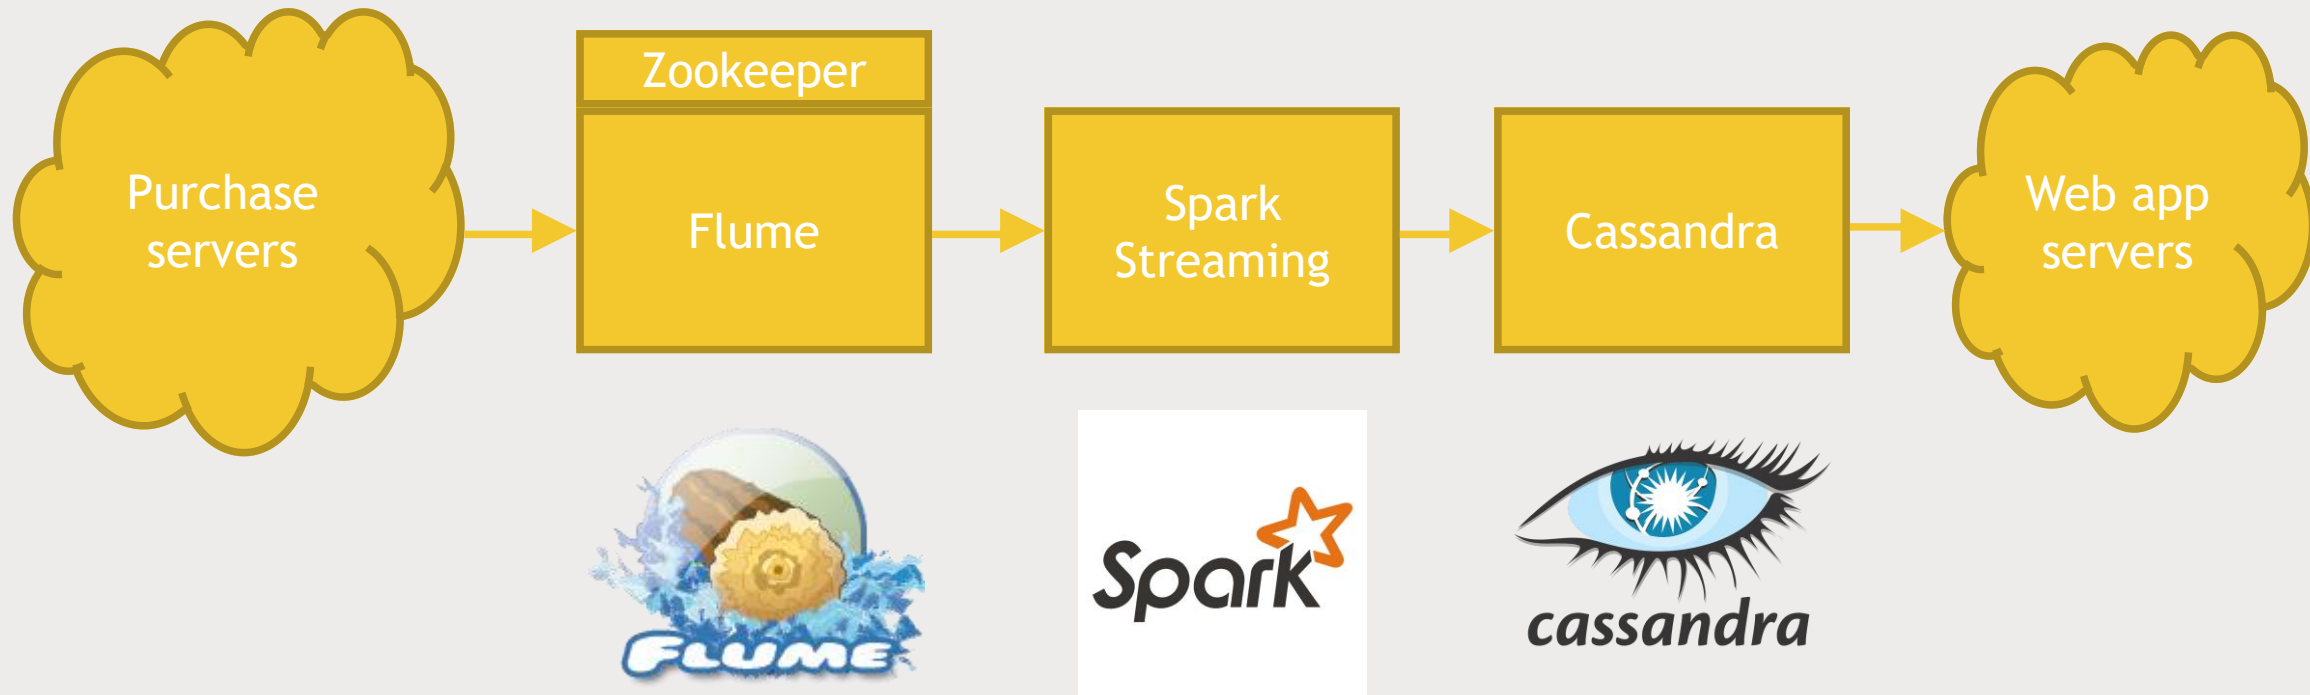 Purchase
servers
Zookeeper
Flume
Spark
Streaming
Cassandra
Web app
servers
FLUME
Spark
cassandra